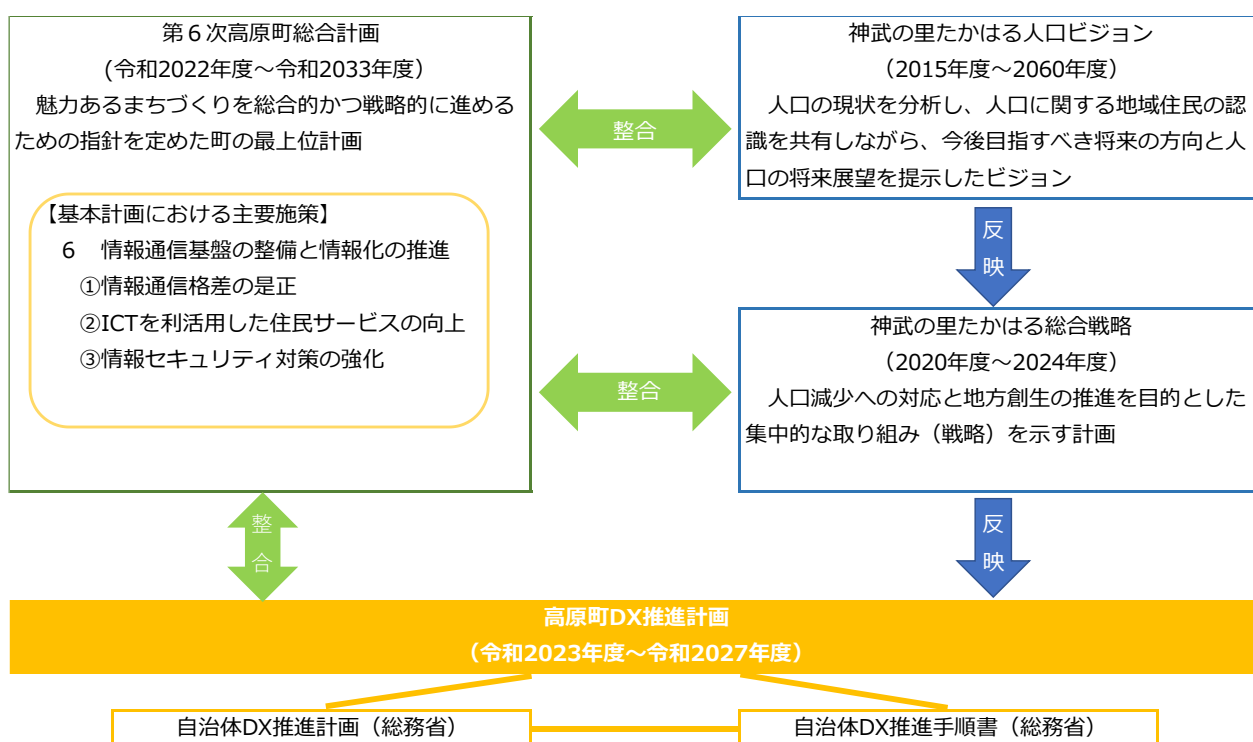 第６次高原町総合計画
(令和2022年度～令和2033年度）
魅力あるまちづくりを総合的かつ戦略的に進める
ための指針を定めた町の最上位計画
【基本計画における主要施策】
6　情報通信基盤の整備と情報化の推進
①情報通信格差の是正
②ICTを利活用した住民サービスの向上
③情報セキュリティ対策の強化
整合
神武の里たかはる人口ビジョン
（2015年度～2060年度）
人口の現状を分析し、人口に関する地域住民の認
識を共有しながら、今後目指すべき将来の方向と人
口の将来展望を提示したビジョン
反
映
整合
神武の里たかはる総合戦略
（2020年度～2024年度）
人口減少への対応と地方創生の推進を目的とした
集中的な取り組み（戦略）を示す計画
整
合
反
映
高原町DX推進計画
（令和2023年度～令和2027年度）
自治体DX推進計画（総務省）
自治体DX推進手順書（総務省）